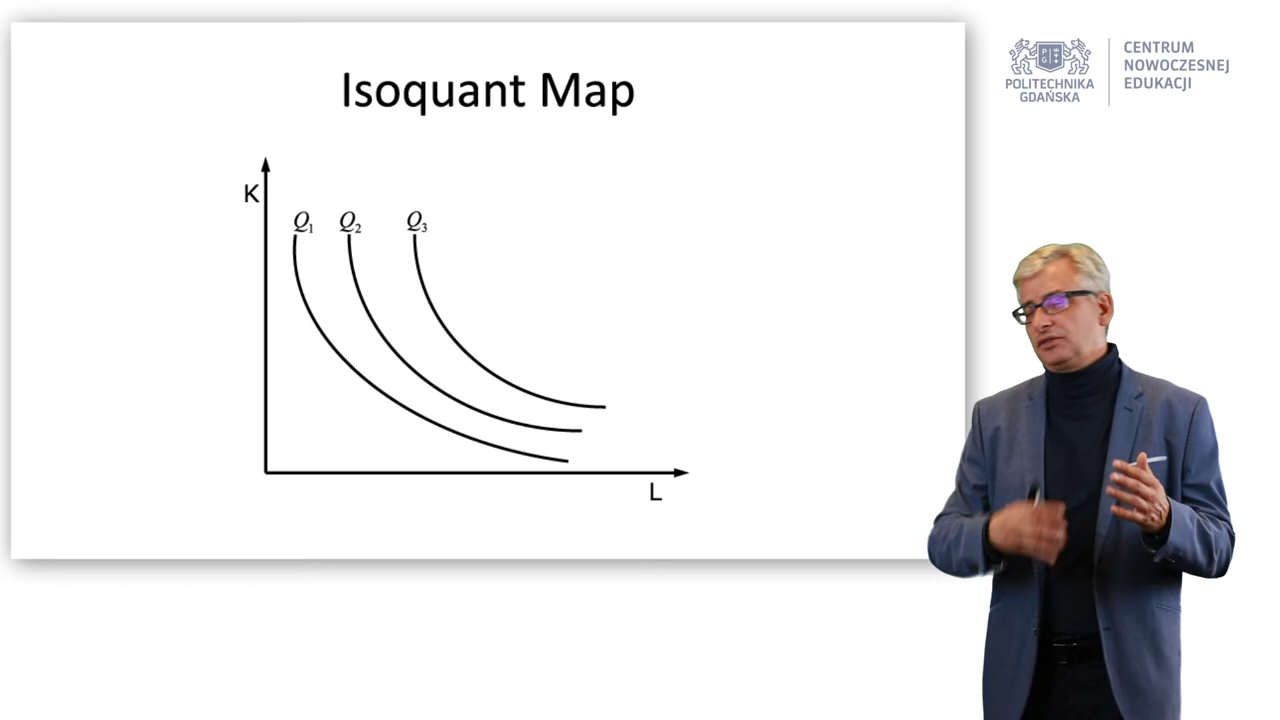 Isoquant Map
K
Q1 Q2 Q3
L
POLITECHNIKA
GDAŃSKA
CENTRUM
NOWOCZESNEJ
EDUKACJI